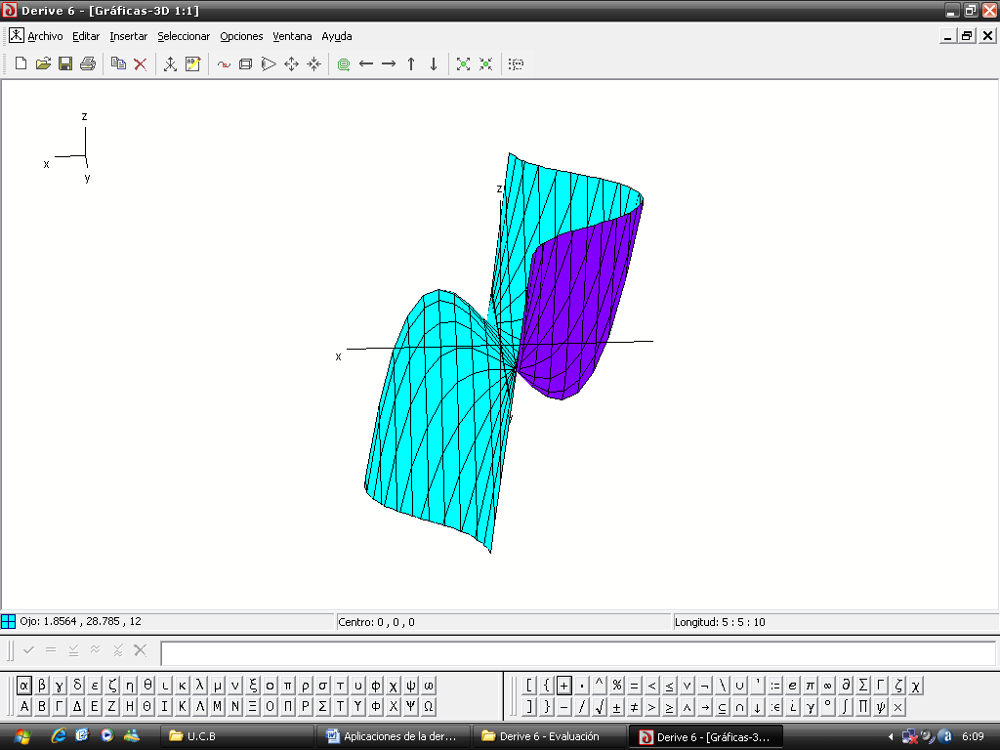 Derive 6 - [Gráficas-3D 1:1]
Archivo Editar Insertar Seleccionar Opciones Ventana Ayuda
z
x
y
z
x
Ojo: 1.8564 , 28.785 , 12 Centro: 0 , 0 , 0 Longitud: 5 : 5 : 10
α β γ δ ε ζ η θ ι κ λ μ ν ξ ο π ρ σ τ υ φ χ ψ ω [ { + · ^ % = < ≤ ∨ ¬ \ ∪ ' := e π ∞ ∂ ∑ Γ ζ χ
Α Β Γ Δ Ε Ζ Η Θ Ι Κ Λ Μ Ν Ξ Ο Π Ρ Σ Τ Υ Φ Χ Ψ Ω ] } − / √ ± ≠ > ≥ ∧ → ⊆ ∩ ↓ :∈ i γ ° ∫ ∏ ψ ×
U.C.B Aplicaciones de la der... Derive 6 - Evaluación Derive 6 - [Gráficas-3... 6:09